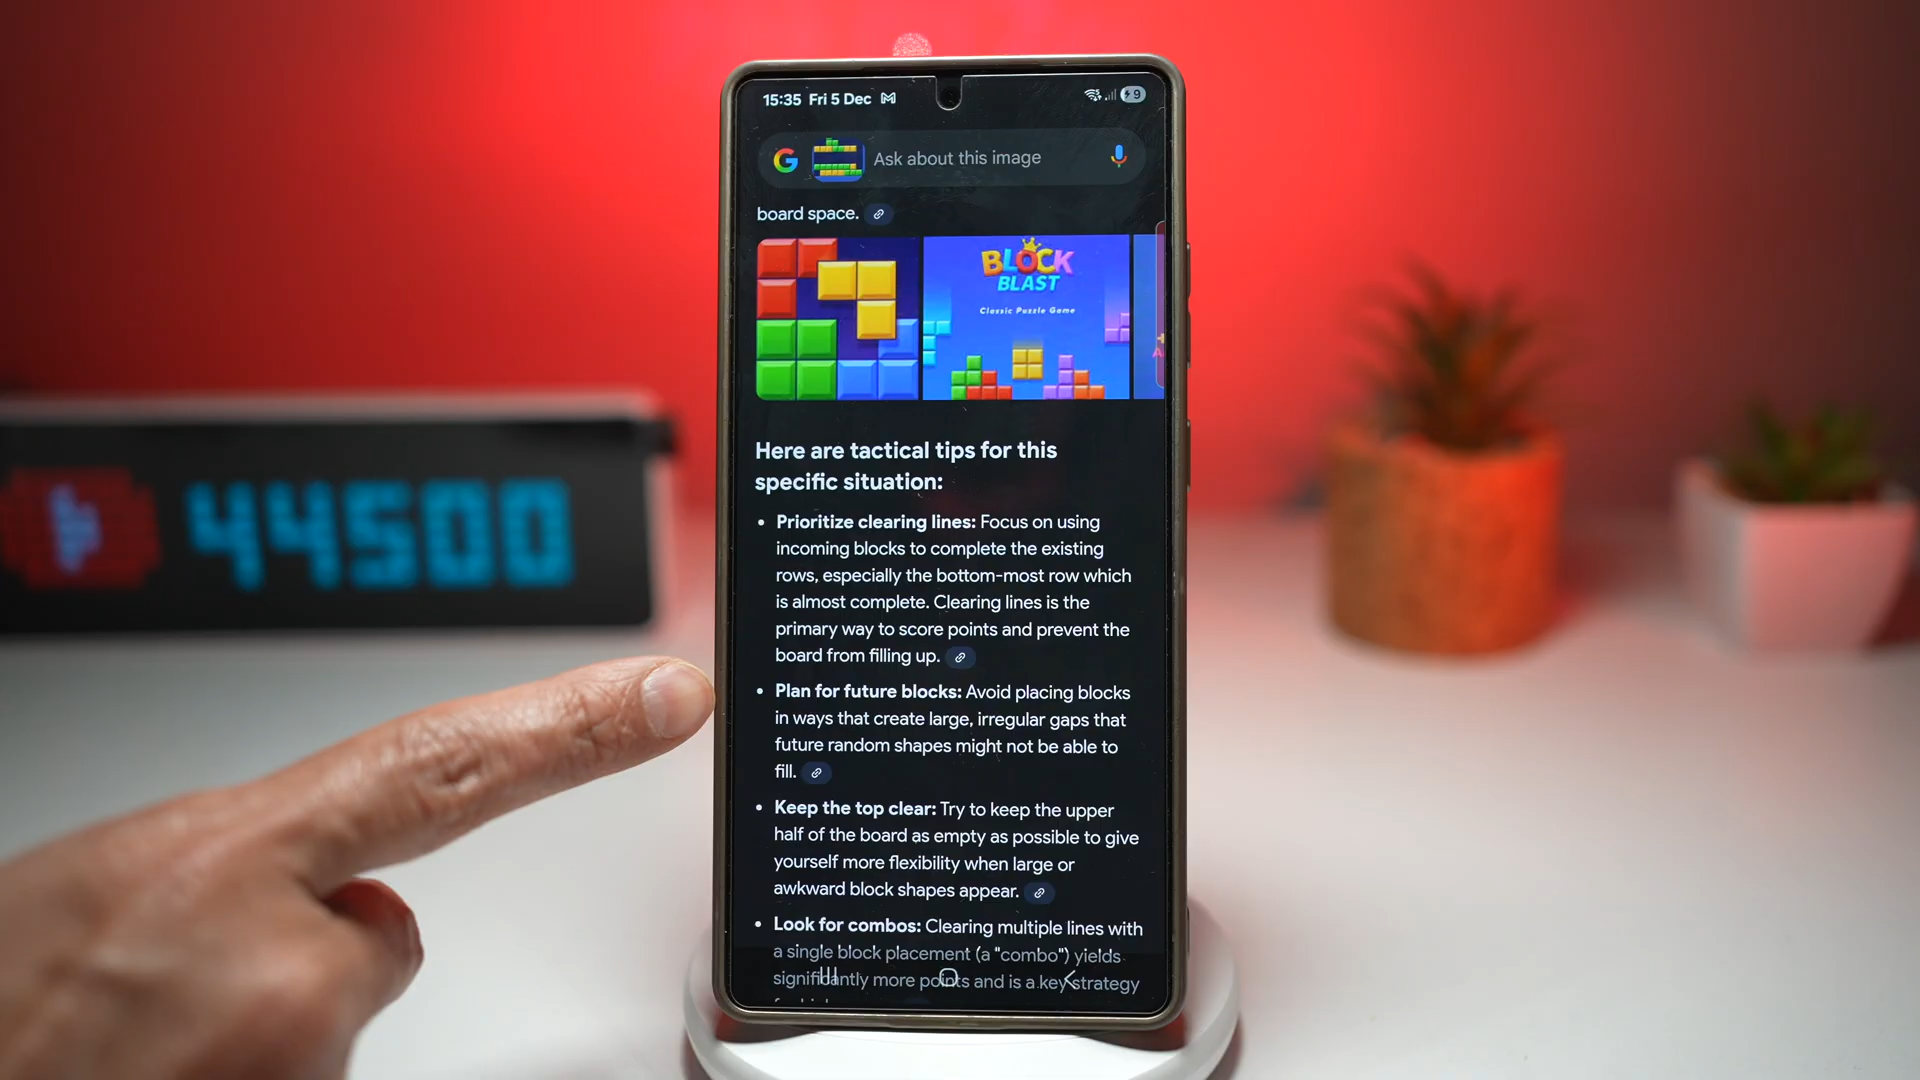 15:35 Fri 5 Dec
9
G
Ask about this image
board space.
BLOCK
BLAST
Classic Puzzle Game
Here are tactical tips for this
specific situation:
• Prioritize clearing lines: Focus on using
incoming blocks to complete the existing
rows, especially the bottom-most row which
is almost complete. Clearing lines is the
primary way to score points and prevent the
board from filling up.
• Plan for future blocks: Avoid placing blocks
in ways that create large, irregular gaps that
future random shapes might not be able to
fill.
• Keep the top clear: Try to keep the upper
half of the board as empty as possible to give
yourself more flexibility when large or
awkward block shapes appear.
• Look for combos: Clearing multiple lines with
a single block placement (a "combo") yields
significantly more points and is a key strategy
44500